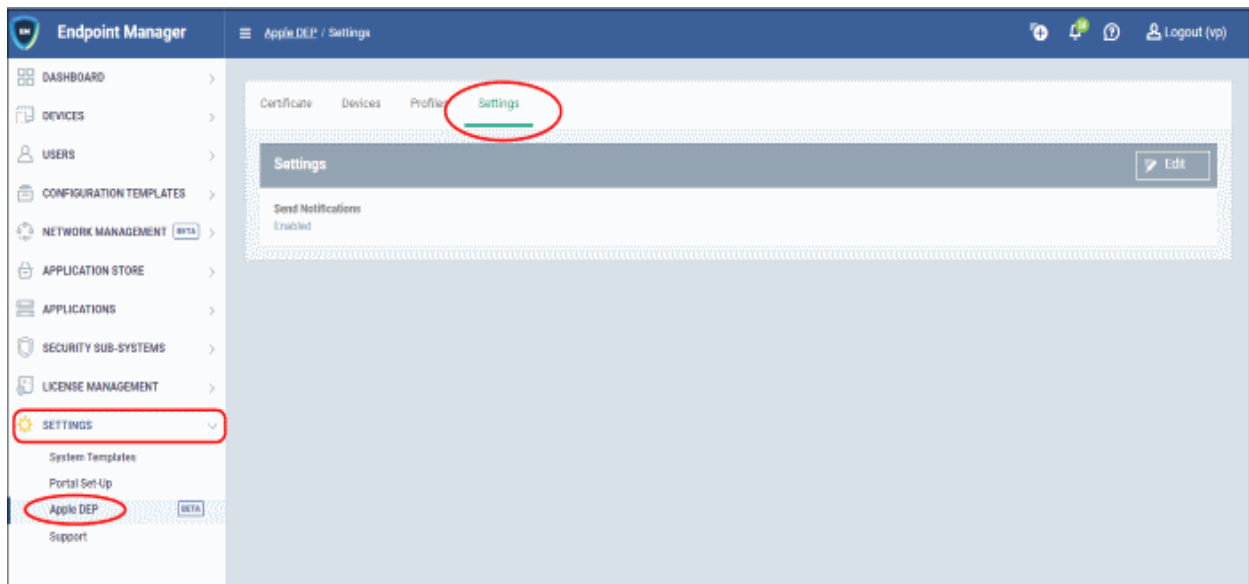 EM
Endpoint Manager
Apple DEP / Settings
Logout (vp)
DASHBOARD
DEVICES
USERS
CONFIGURATION TEMPLATES
NETWORK MANAGEMENT BETA
APPLICATION STORE
APPLICATIONS
SECURITY SUB-SYSTEMS
LICENSE MANAGEMENT
SETTINGS
System Templates
Portal Set-Up
Apple DEP BETA
Support
Certificate Devices Profiles Settings
Settings
Edit
Send Notifications
Enabled